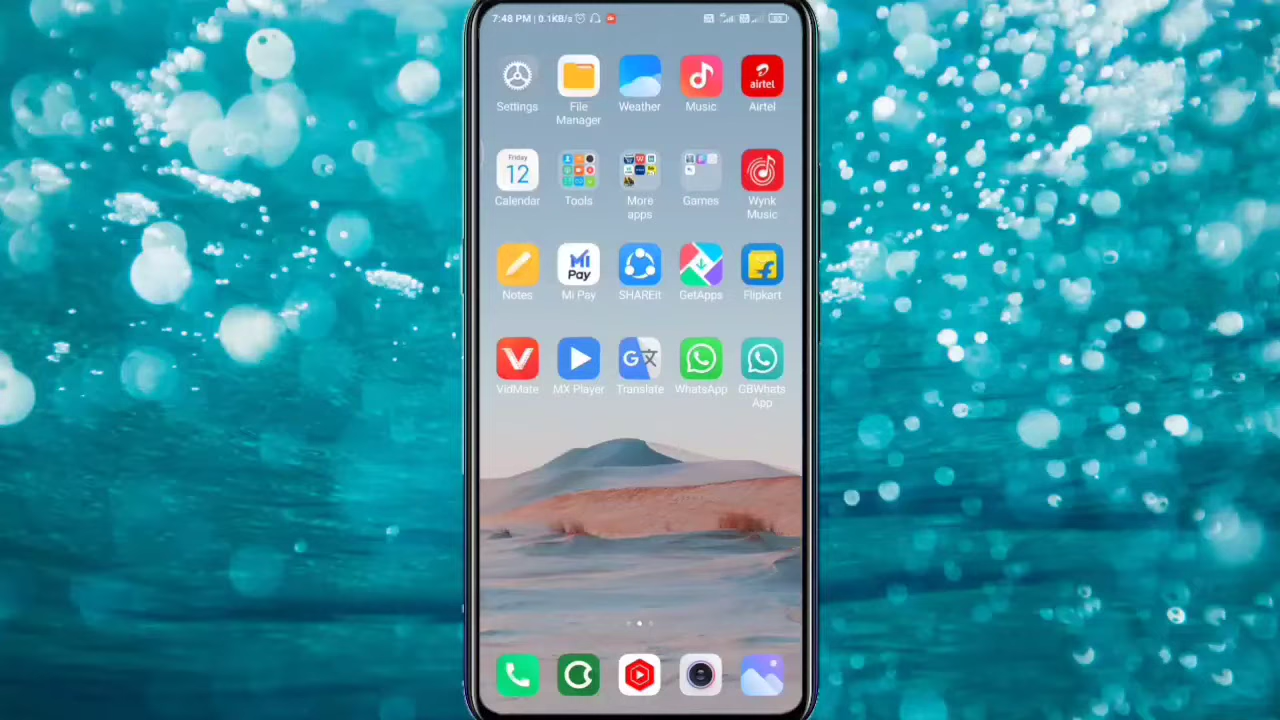 7:48 PM | 0.1KB/s
airtel
Settings
File
Manager
Weather
Music
Airtel
Friday
12
Calendar
Tools
More
apps
Games
Wynk
Music
Mi
Pay
Notes
Mi Pay
SHAREit
GetApps
Flipkart
VidMate
MX Player
Translate
WhatsApp
GBWhats
App